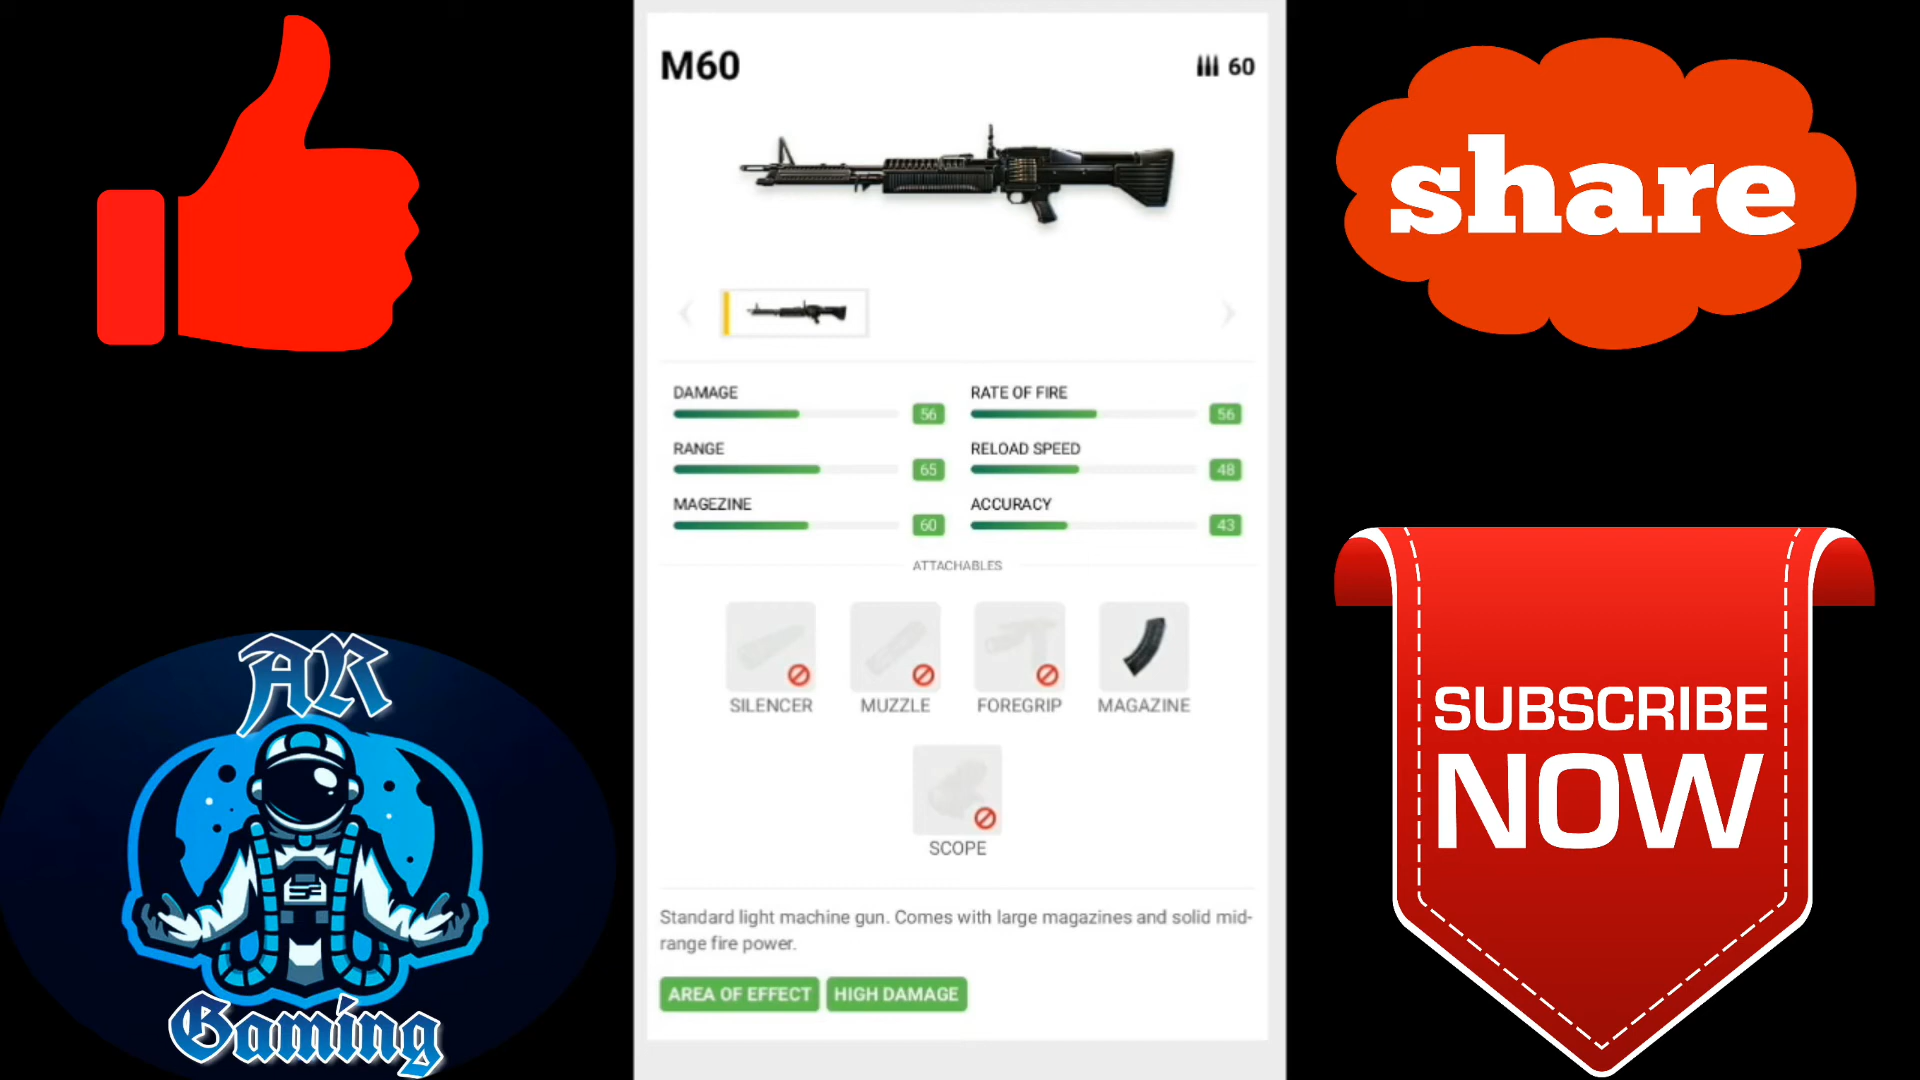 M60
60
DAMAGE
56
RATE OF FIRE
56
RANGE
65
RELOAD SPEED
48
MAGEZINE
60
ACCURACY
43
ATTACHABLES
SILENCER
MUZZLE
FOREGRIP
MAGAZINE
SCOPE
Standard light machine gun. Comes with large magazines and solid mid-
range fire power.
AREA OF EFFECT
HIGH DAMAGE
share
SUBSCRIBE
NOW
AR
Gaming